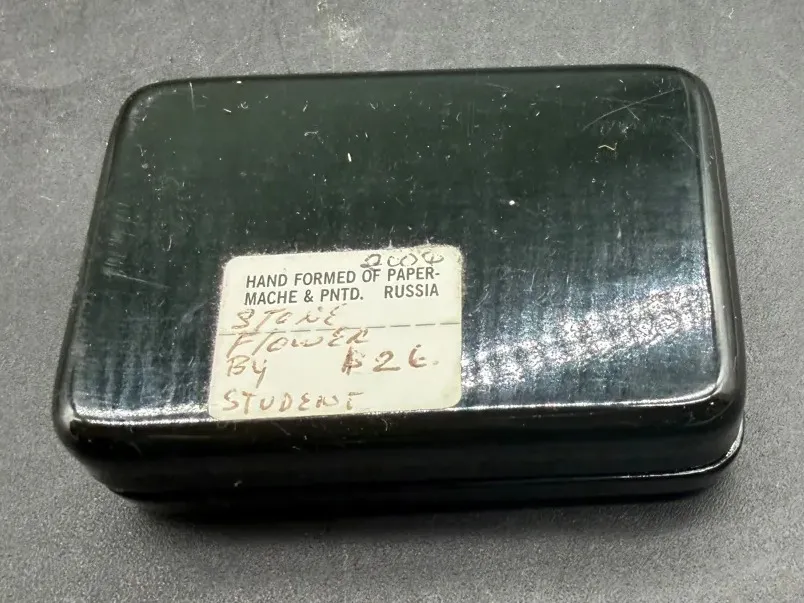 2000
HAND FORMED OF PAPER-
MACHE & PNTD. RUSSIA
STONE
FLOWER
BY $26.
STUDENT